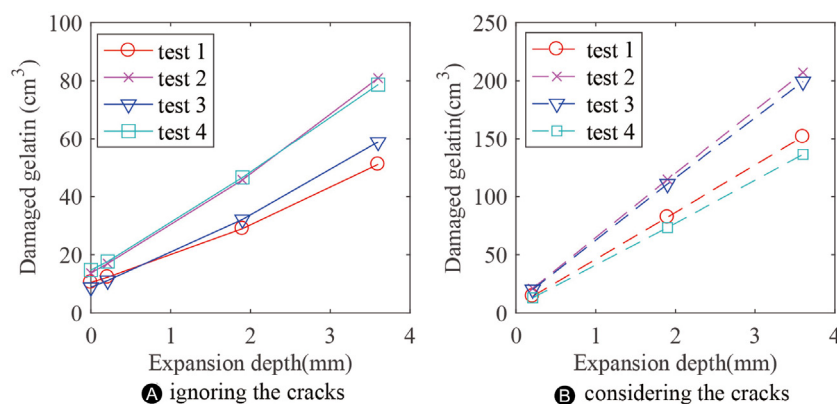 100
80
60
40
20
0
Damaged gelatin (cm³)
test 1
test 2
test 3
test 4
0 1 2 3 4
Expansion depth(mm)
A ignoring the cracks
250
200
150
100
50
0
Damaged gelatin(cm³)
test 1
test 2
test 3
test 4
0 1 2 3 4
Expansion depth(mm)
B considering the cracks